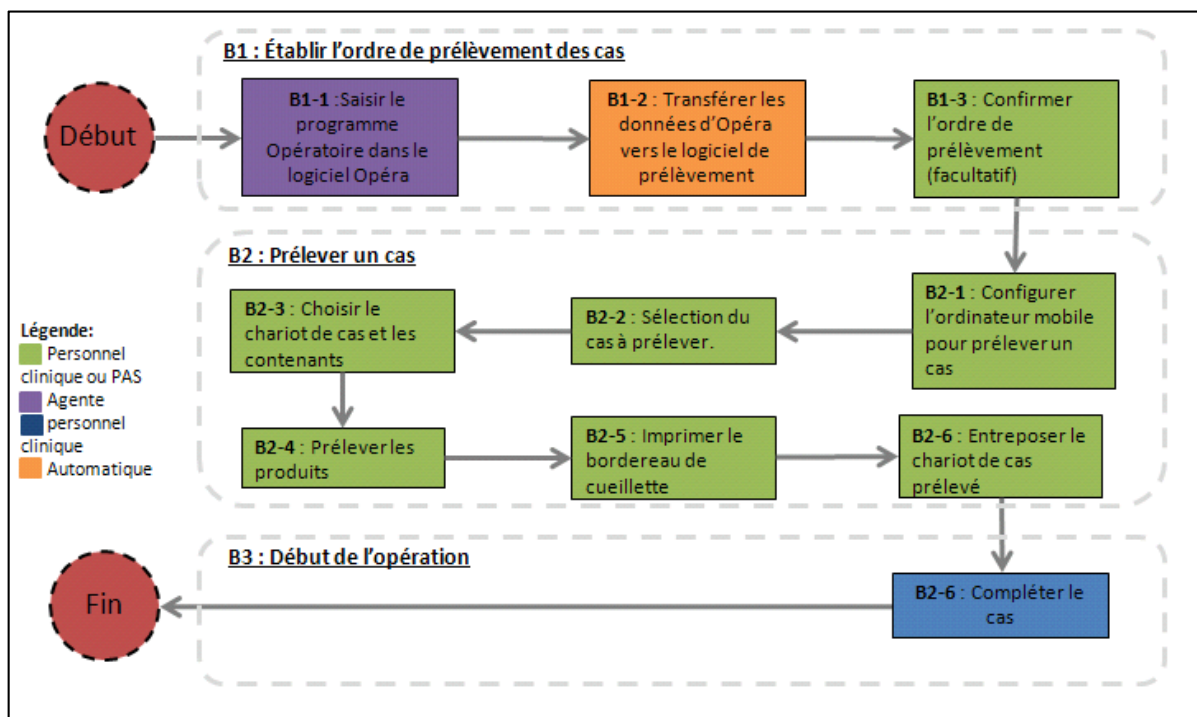 B1 : Établir l'ordre de prélèvement des cas
Début
B1-1 :Saisir le
programme
Opératoire dans le
logiciel Opéra
B1-2 : Transférer les
données d'Opéra
vers le logiciel de
prélèvement
B1-3 : Confirmer
l'ordre de
prélèvement
(facultatif)
B2 : Prélever un cas
B2-1 : Configurer
l'ordinateur mobile
pour prélever un
cas
B2-2 : Sélection du
cas à prélever.
B2-3 : Choisir le
chariot de cas et les
contenants
B2-4 : Prélever les
produits
B2-5 : Imprimer le
bordereau de
cueillette
B2-6 : Entreposer le
chariot de cas
prélevé
Légende:
Personnel
clinique ou PAS
Agente
personnel
clinique
Automatique
B3 : Début de l'opération
B2-6 : Compléter le
cas
Fin